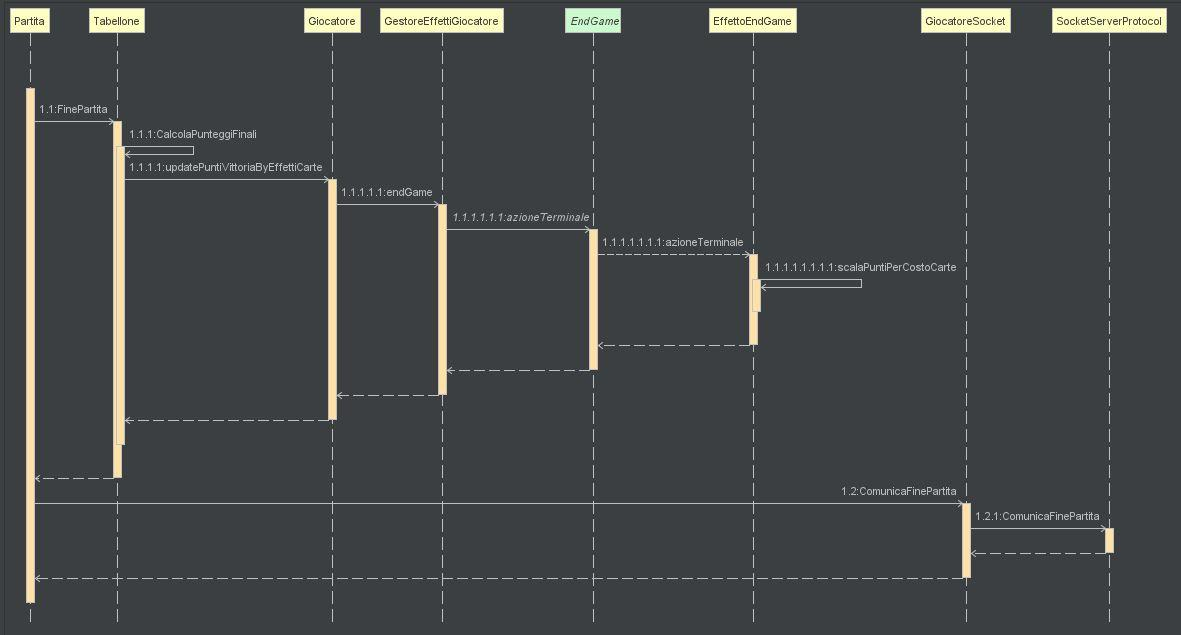 Partita
Tabellone
Giocatore
GestoreEffettiGiocatore
EndGame
EffettoEndGame
GiocatoreSocket
SocketServerProtocol
1.1:FinePartita
1.1.1:CalcolaPunteggiFinali
1.1.1.1:updatePuntiVittoriaByEffettiCarte
1.1.1.1.1:endGame
1.1.1.1.1.1:azioneTerminale
1.1.1.1.1.1.1:azioneTerminale
1.1.1.1.1.1.1.1:scalaPuntiPerCostoCarte
1.2:ComunicaFinePartita
1.2.1:ComunicaFinePartita